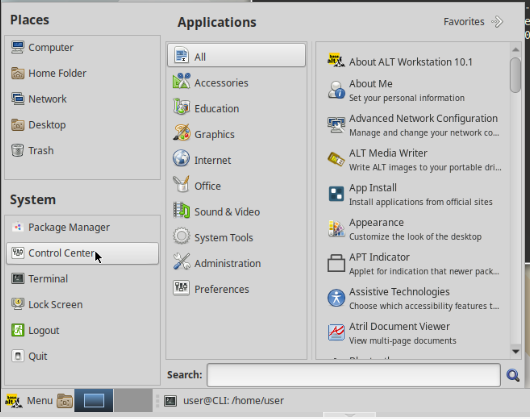 Places
Computer
Home Folder
Network
Desktop
Trash
System
Package Manager
Control Center
Terminal
Lock Screen
Logout
Quit
Applications
Favorites
All
Accessories
Education
Graphics
Internet
Office
Sound & Video
System Tools
Administration
Preferences
About ALT Workstation 10.1
About Me
Set your personal information
Advanced Network Configuration
Manage and change your network co...
ALT Media Writer
Write ALT images to your portable dri...
App Install
Install applications from official sites
Appearance
Customize the look of the desktop
APT Indicator
Applet for indication that newer pack...
Assistive Technologies
Choose which accessibility features t...
Atril Document Viewer
View multi-page documents
Search:
Menu
user@CLI: /home/user